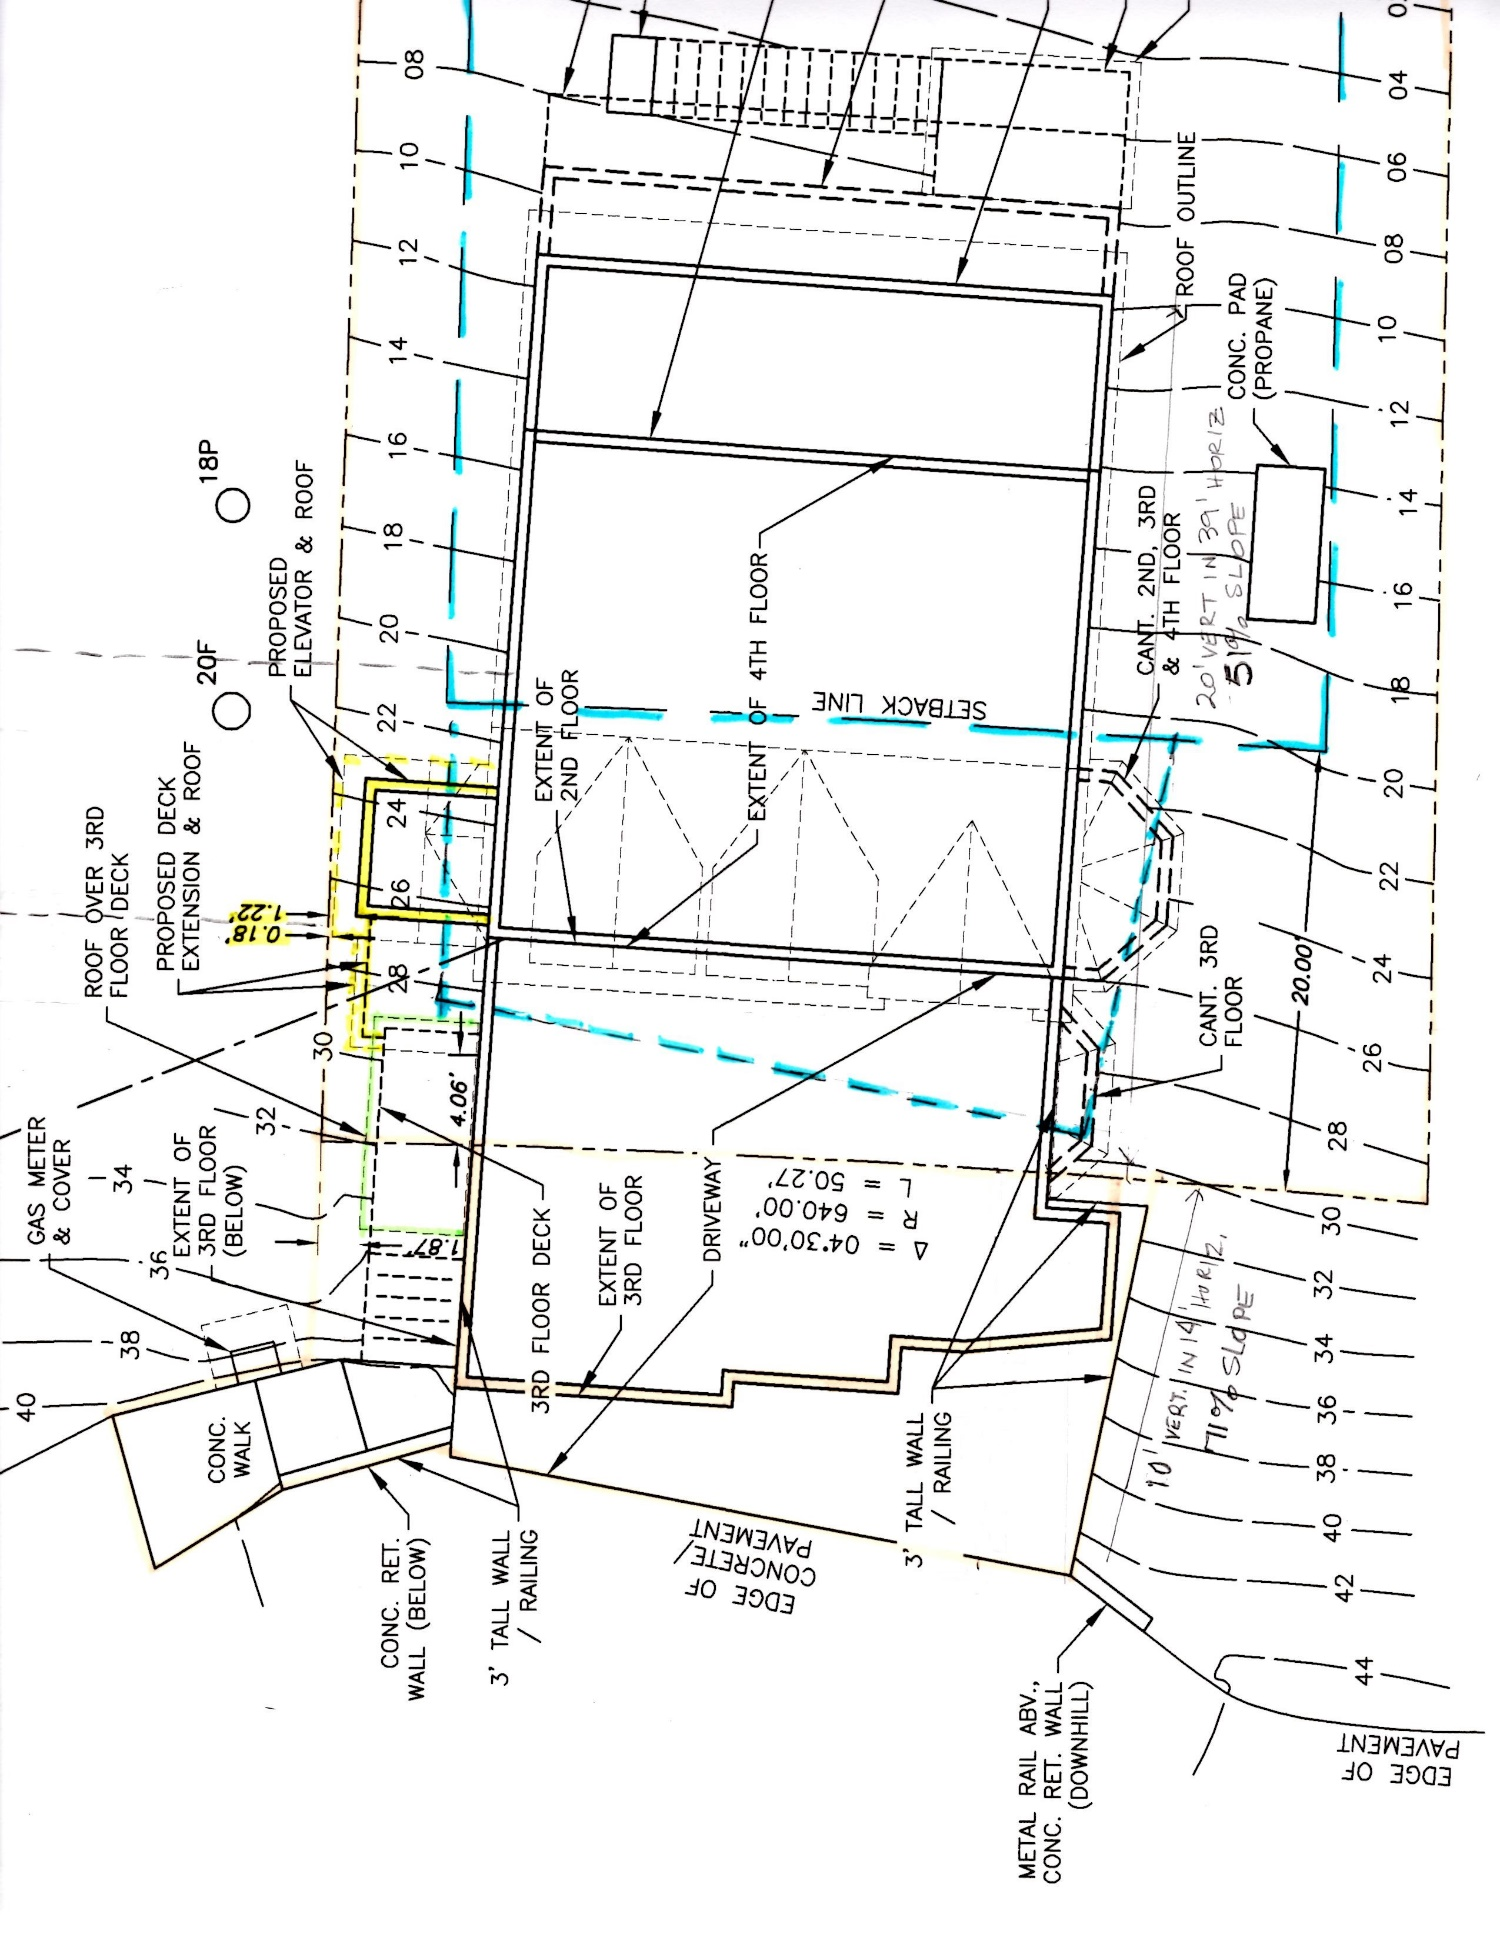 08
10
12
14
16
18
20
22
24
26
28
30
32
34
36
38
40
18P
20F
PROPOSED
ELEVATOR & ROOF
PROPOSED DECK
EXTENSION & ROOF
ROOF OVER 3RD
FLOOR DECK
1.22'
0.18'
GAS METER
& COVER
EXTENT OF
3RD FLOOR
(BELOW)
4.06'
1.87'
CONC.
WALK
CONC. RET.
WALL (BELOW)
3' TALL WALL
/ RAILING
3RD FLOOR DECK
EXTENT OF
3RD FLOOR
DRIVEWAY
Δ = 04°30'00"
R = 640.00'
L = 50.27'
EXTENT OF
2ND FLOOR
EXTENT OF 4TH FLOOR
SETBACK LINE
EDGE OF
CONCRETE/
PAVEMENT
3' TALL WALL
/ RAILING
METAL RAIL ABV.,
CONC. RET. WALL
(DOWNHILL)
EDGE OF
PAVEMENT
ROOF OUTLINE
CONC. PAD
(PROPANE)
CANT. 2ND, 3RD
& 4TH FLOOR
20' VERT IN 39' HORIZ
51% SLOPE
CANT. 3RD
FLOOR
20.00'
10' VERT. IN 14' HORIZ.
71% SLOPE
04
06
08
10
12
14
16
18
20
22
24
26
28
30
32
34
36
38
40
42
44